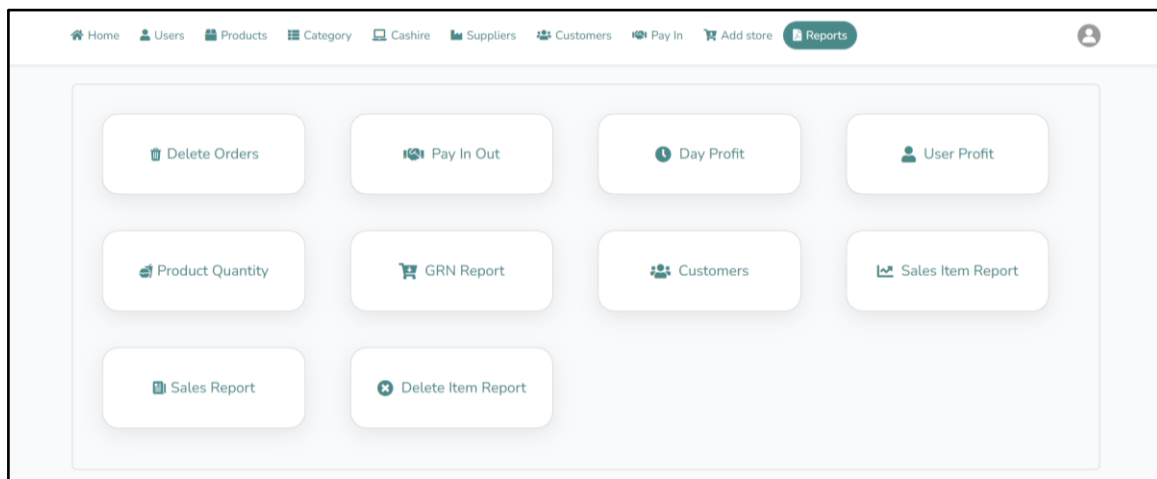 Home Users Products Category Cashire Suppliers Customers Pay In Add store Reports
Delete Orders Pay In Out Day Profit User Profit
Product Quantity GRN Report Customers Sales Item Report
Sales Report Delete Item Report